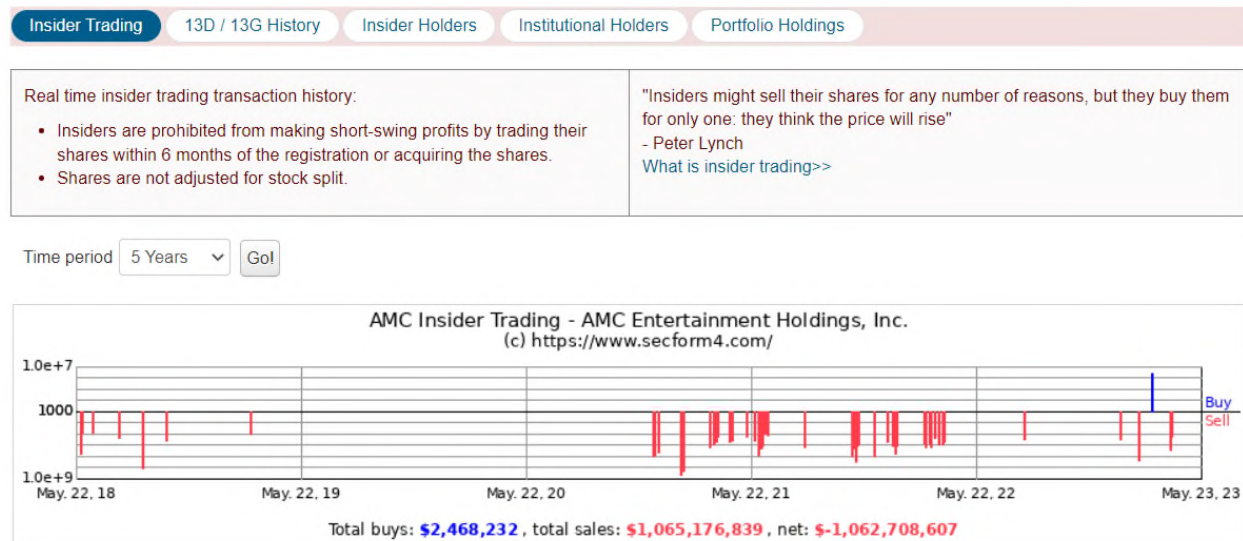 Insider Trading 13D / 13G History Insider Holders Institutional Holders Portfolio Holdings
Real time insider trading transaction history:
• Insiders are prohibited from making short-swing profits by trading their
shares within 6 months of the registration or acquiring the shares.
• Shares are not adjusted for stock split.
"Insiders might sell their shares for any number of reasons, but they buy them
for only one: they think the price will rise"
- Peter Lynch
What is insider trading>>
Time period 5 Years Go!
AMC Insider Trading - AMC Entertainment Holdings, Inc.
(c) https://www.secform4.com/
1.0e+7
1000
Buy
Sell
1.0e+9
May. 22, 18 May. 22, 19 May. 22, 20 May. 22, 21 May. 22, 22 May. 23, 23
Total buys: $2,468,232 , total sales: $1,065,176,839 , net: $-1,062,708,607